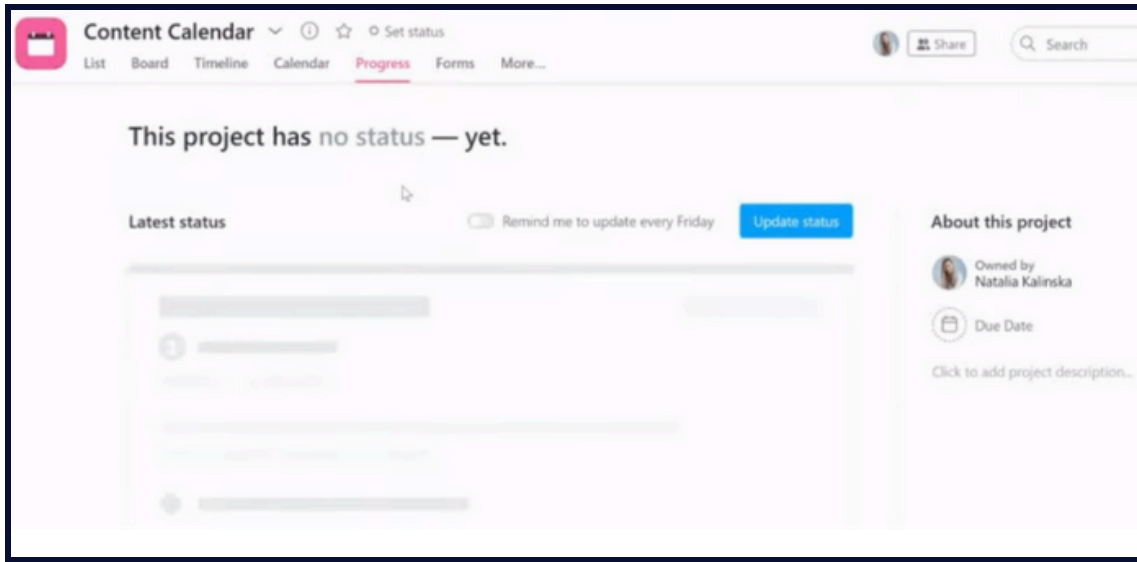 Content Calendar
Set status
Share
Search
List Board Timeline Calendar Progress Forms More...
This project has no status — yet.
Latest status
Remind me to update every Friday
Update status
About this project
Owned by
Natalia Kalinska
Due Date
Click to add project description...